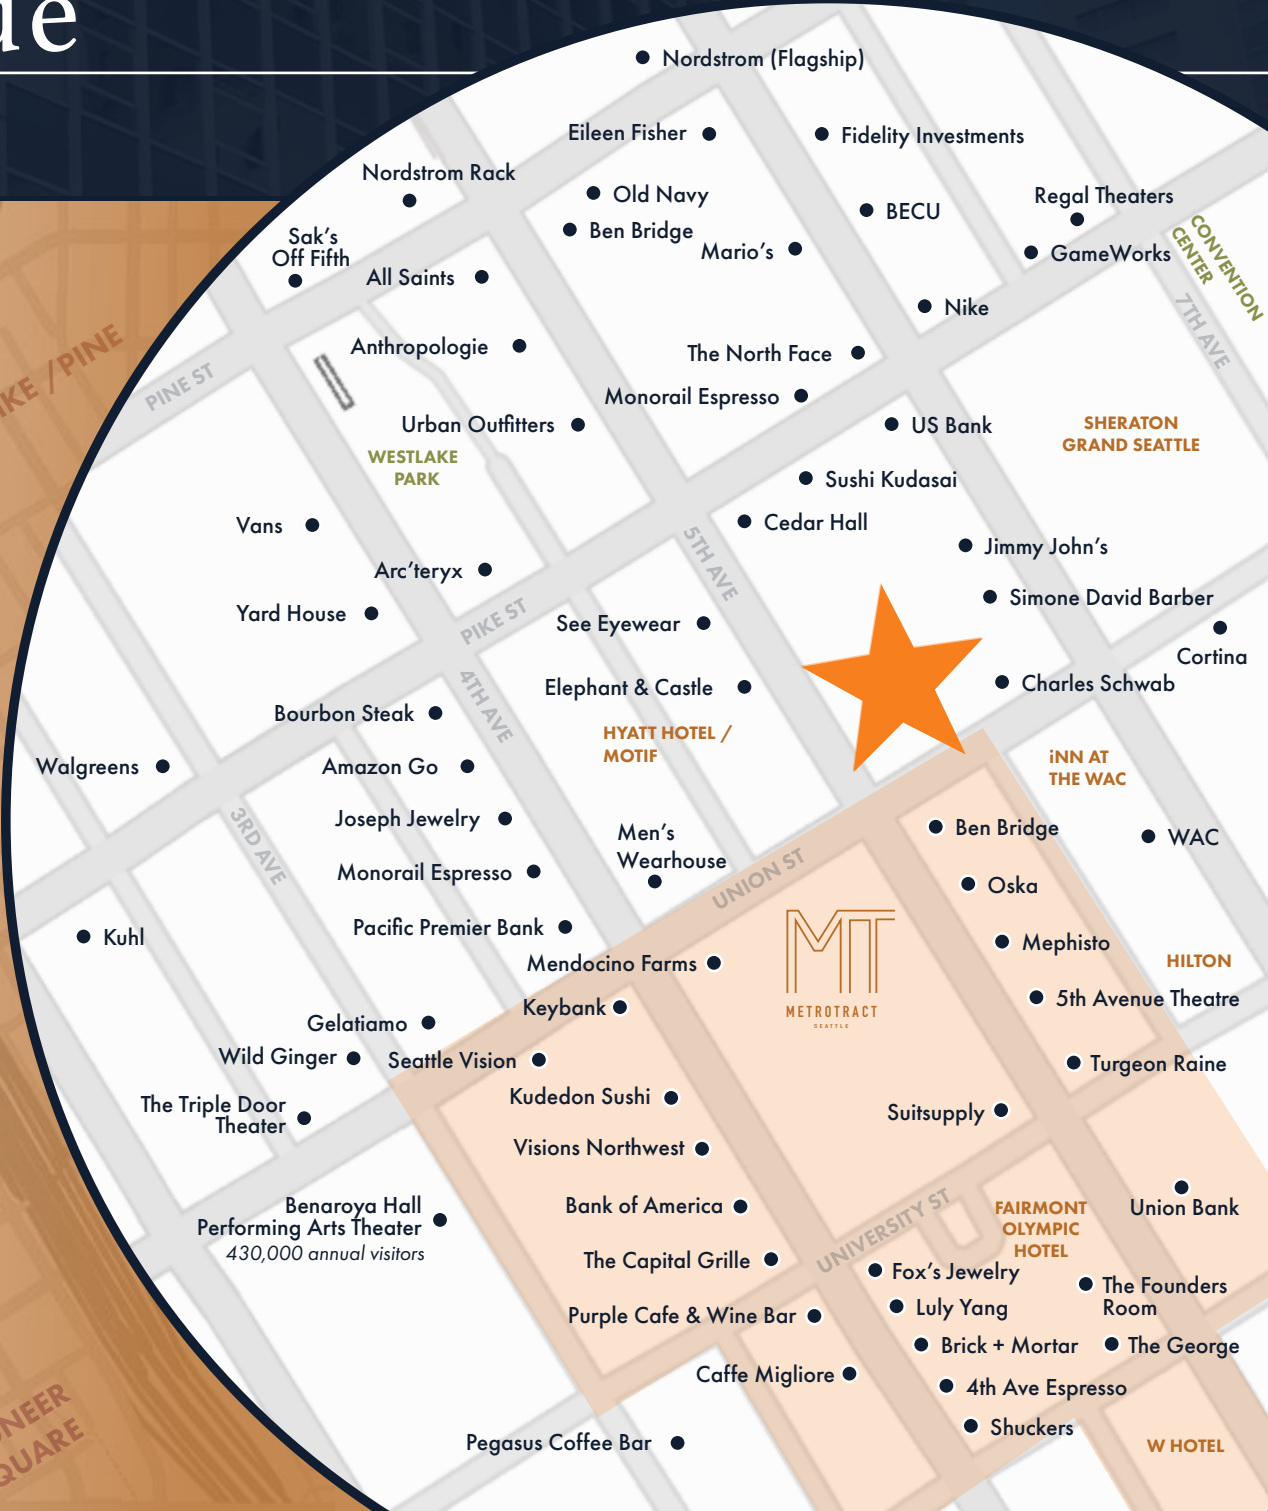 Nordstrom (Flagship)
Eileen Fisher
Fidelity Investments
Nordstrom Rack
Old Navy
Regal Theaters
BECU
Ben Bridge
Sak's
Off Fifth
Mario's
GameWorks
CONVENTION
CENTER
All Saints
Nike
7TH AVE
Anthropologie
The North Face
/PINE
PINE ST
Monorail Espresso
Urban Outfitters
US Bank
SHERATON
GRAND SEATTLE
WESTLAKE
PARK
Sushi Kudasai
Vans
Cedar Hall
5TH AVE
Jimmy John's
Arc'teryx
Simone David Barber
Yard House
PIKE ST
See Eyewear
Cortina
4TH AVE
Elephant & Castle
Charles Schwab
Bourbon Steak
HYATT HOTEL /
MOTIF
iNN AT
THE WAC
Walgreens
Amazon Go
3RD AVE
Joseph Jewelry
Men's
Wearhouse
Ben Bridge
WAC
UNION ST
Monorail Espresso
Oska
Kuhl
Pacific Premier Bank
MT
METROTRACT
SEATTLE
Mephisto
Mendocino Farms
HILTON
Keybank
5th Avenue Theatre
Gelatiamo
Wild Ginger
Seattle Vision
Turgeon Raine
The Triple Door
Theater
Kudedon Sushi
Suitsupply
Visions Northwest
Benaroya Hall
Performing Arts Theater
430,000 annual visitors
Bank of America
UNIVERSITY ST
FAIRMONT
OLYMPIC
HOTEL
Union Bank
The Capital Grille
Fox's Jewelry
The Founders
Room
Luly Yang
Purple Cafe & Wine Bar
Brick + Mortar
The George
Caffe Migliore
4th Ave Espresso
Shuckers
Pegasus Coffee Bar
W HOTEL